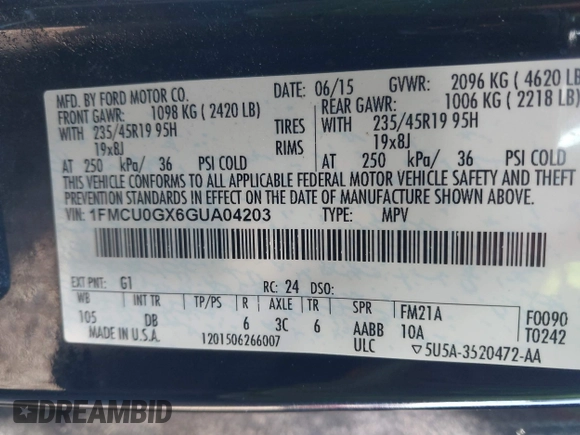 MFD. BY FORD MOTOR CO.
DATE: 06/15 GVWR: 2096 KG ( 4620 LB
FRONT GAWR: 1098 KG ( 2420 LB) REAR GAWR: 1006 KG ( 2218 LB)
WITH 235/45R19 95H TIRES WITH 235/45R19 95H
19x8J RIMS 19x8J
AT 250 kPa/ 36 PSI COLD AT 250 kPa/ 36 PSI COLD
THIS VEHICLE CONFORMS TO ALL APPLICABLE FEDERAL MOTOR VEHICLE SAFETY AND THEFT
PREVENTION STANDARDS IN EFFECT ON THE DATE OF MANUFACTURE SHOWN ABOVE.
VIN: 1FMCU0GX6GUA04203 TYPE: MPV
EXT PNT: G1 RC: 24 DSO:
WB INT TR TP/PS R AXLE TR SPR FM21A F0090
105 DB 6 3C 6 AABB 10A T0242
MADE IN U.S.A. 1201506266007 ULC ▽5U5A-3520472-AA
DREAMBID